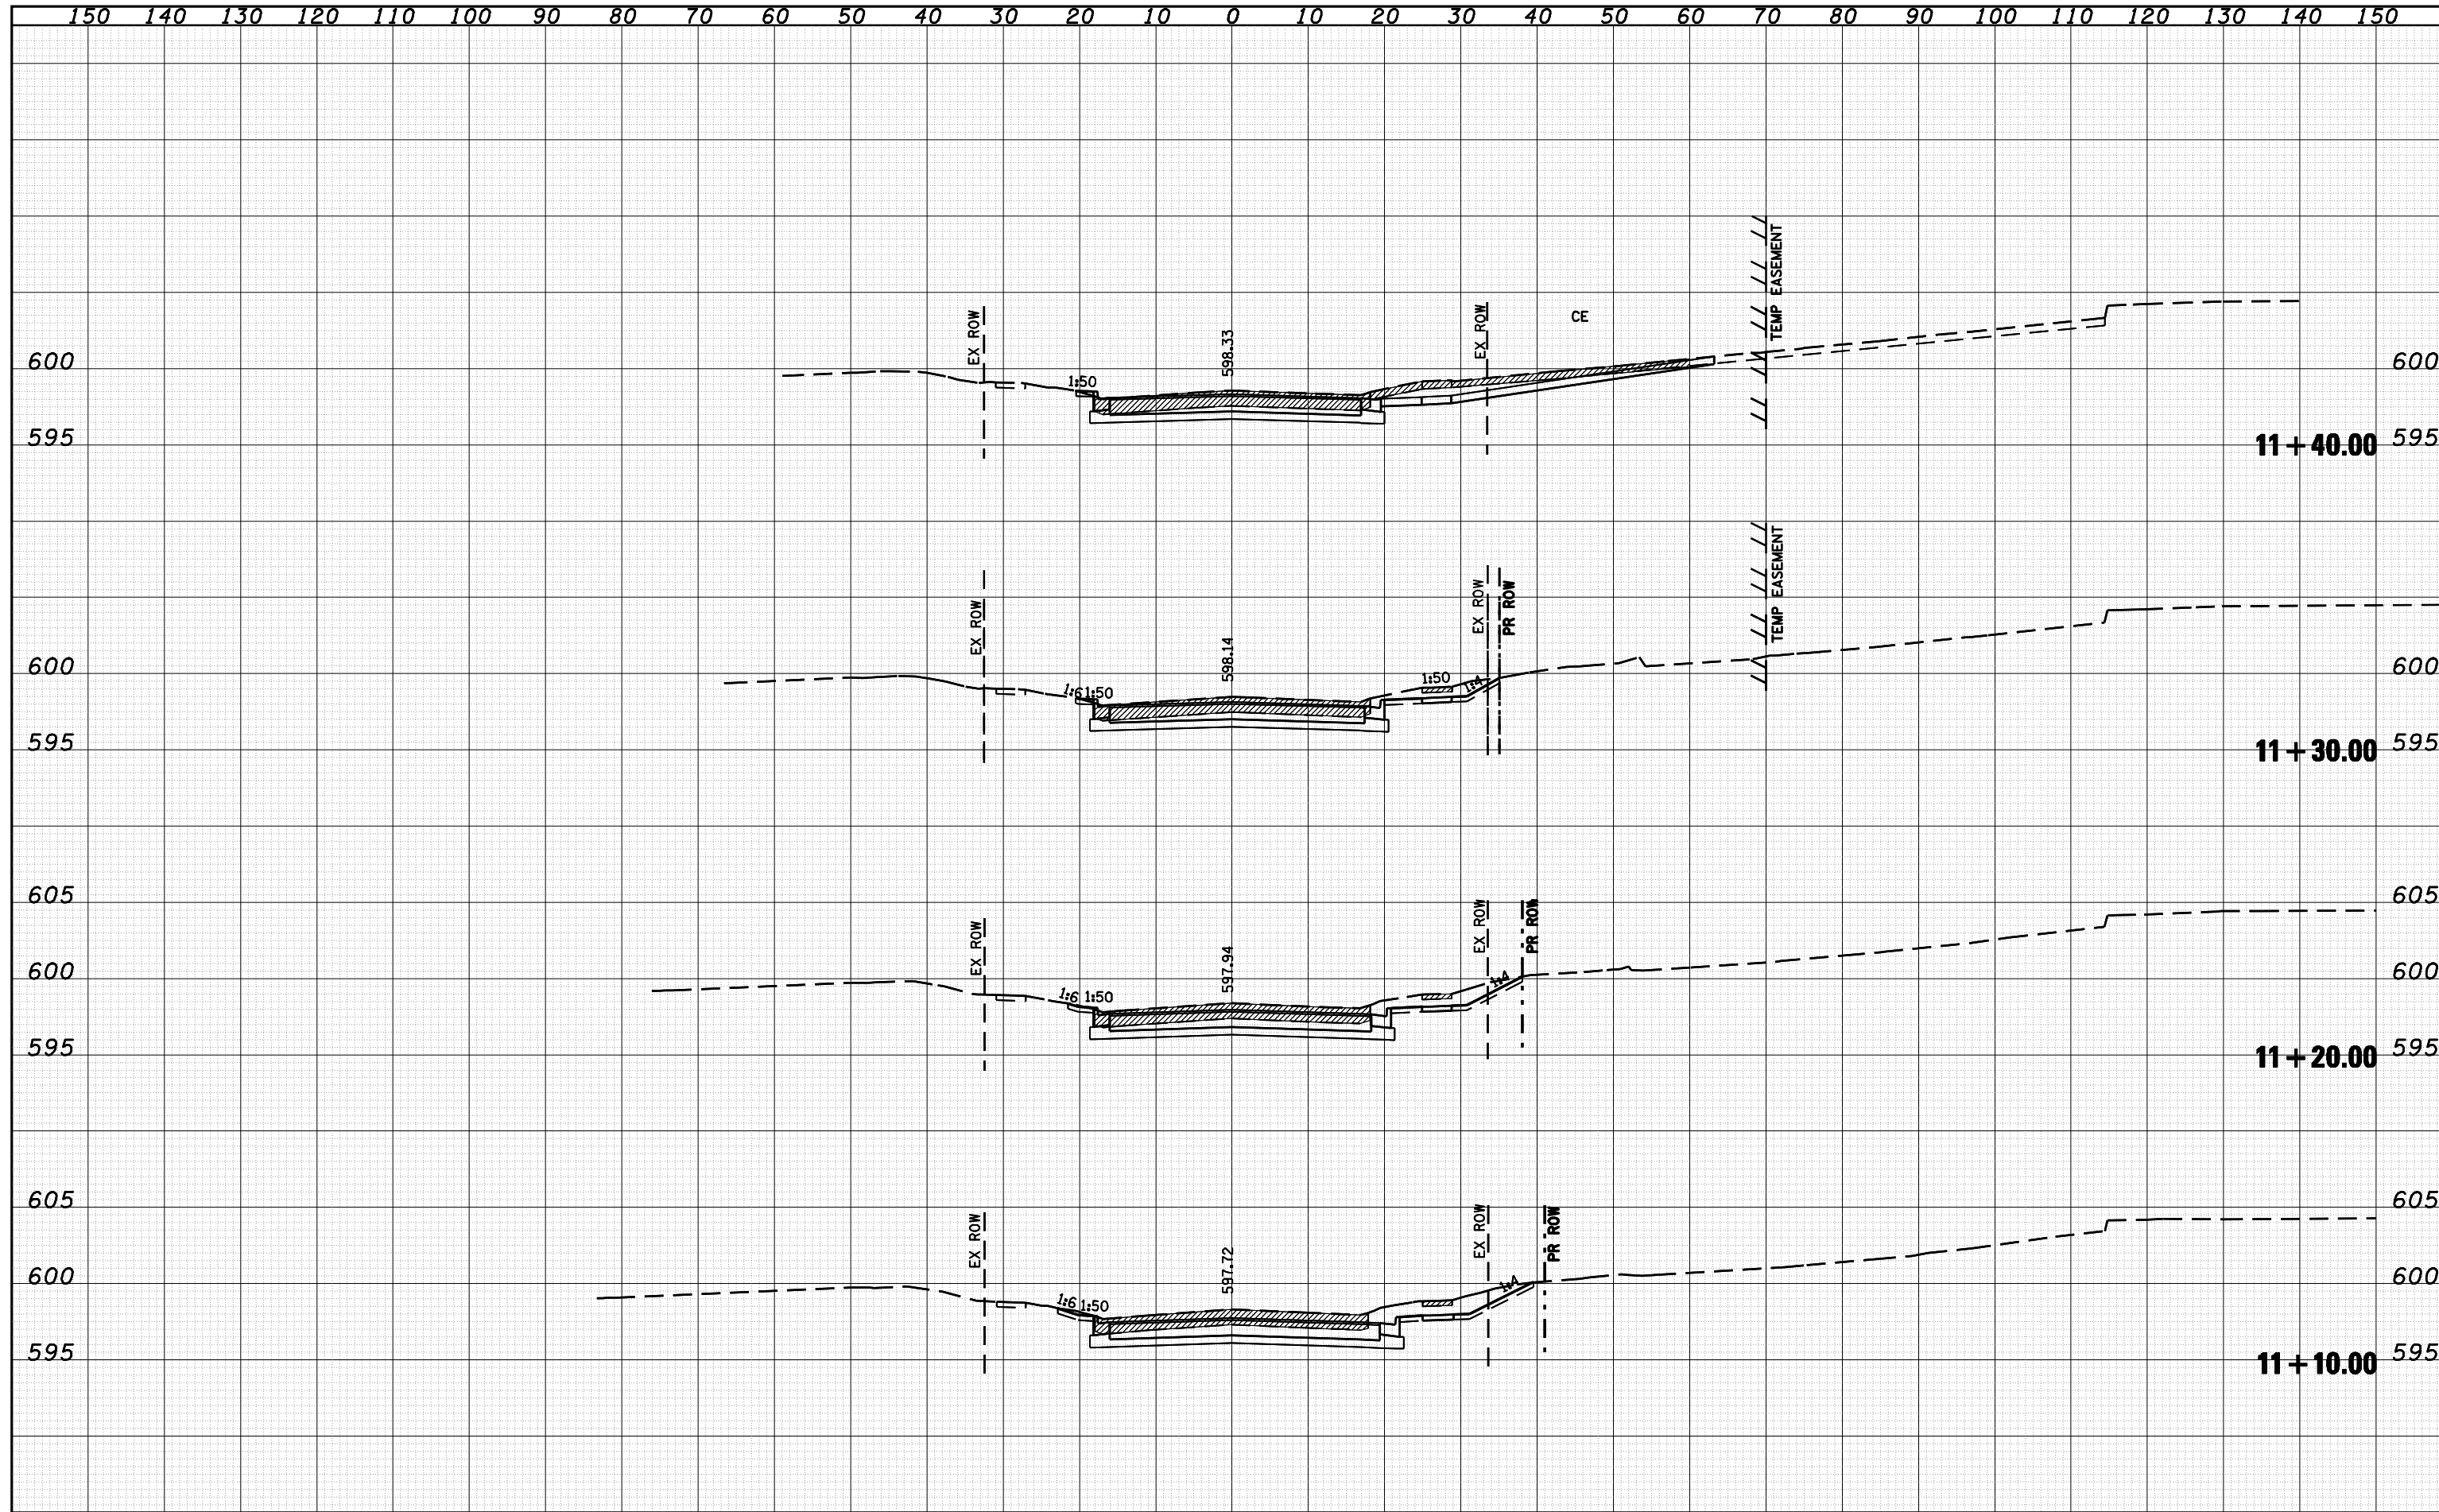 150 140 130 120 110 100 90 80 70 60 50 40 30 20 10 0 10 20 30 40 50 60 70 80 90 100 110 120 130 140 150
EX ROW
1:50
598.33
EX ROW
CE
TEMP EASEMENT
600 600
595 595
11+40.00
EX ROW
1:6 1:50
598.14
1:50
1:4
EX ROW
PR ROW
TEMP EASEMENT
600 600
595 595
11+30.00
605 605
EX ROW
1:6 1:50
597.94
EX ROW
1:4
PR ROW
600 600
595 595
11+20.00
605 605
EX ROW
1:6 1:50
597.72
EX ROW
1:4
PR ROW
600 600
595 595
11+10.00